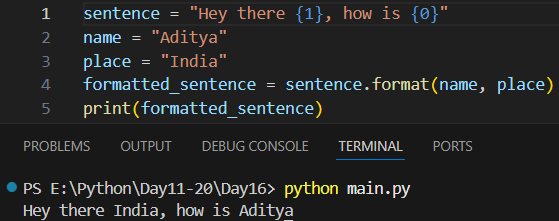 1 sentence = "Hey there {1}, how is {0}"
2 name = "Aditya"
3 place = "India"
4 formatted_sentence = sentence.format(name, place)
5 print(formatted_sentence)
PROBLEMS OUTPUT DEBUG CONSOLE TERMINAL PORTS
PS E:\Python\Day11-20\Day16> python main.py
Hey there India, how is Aditya